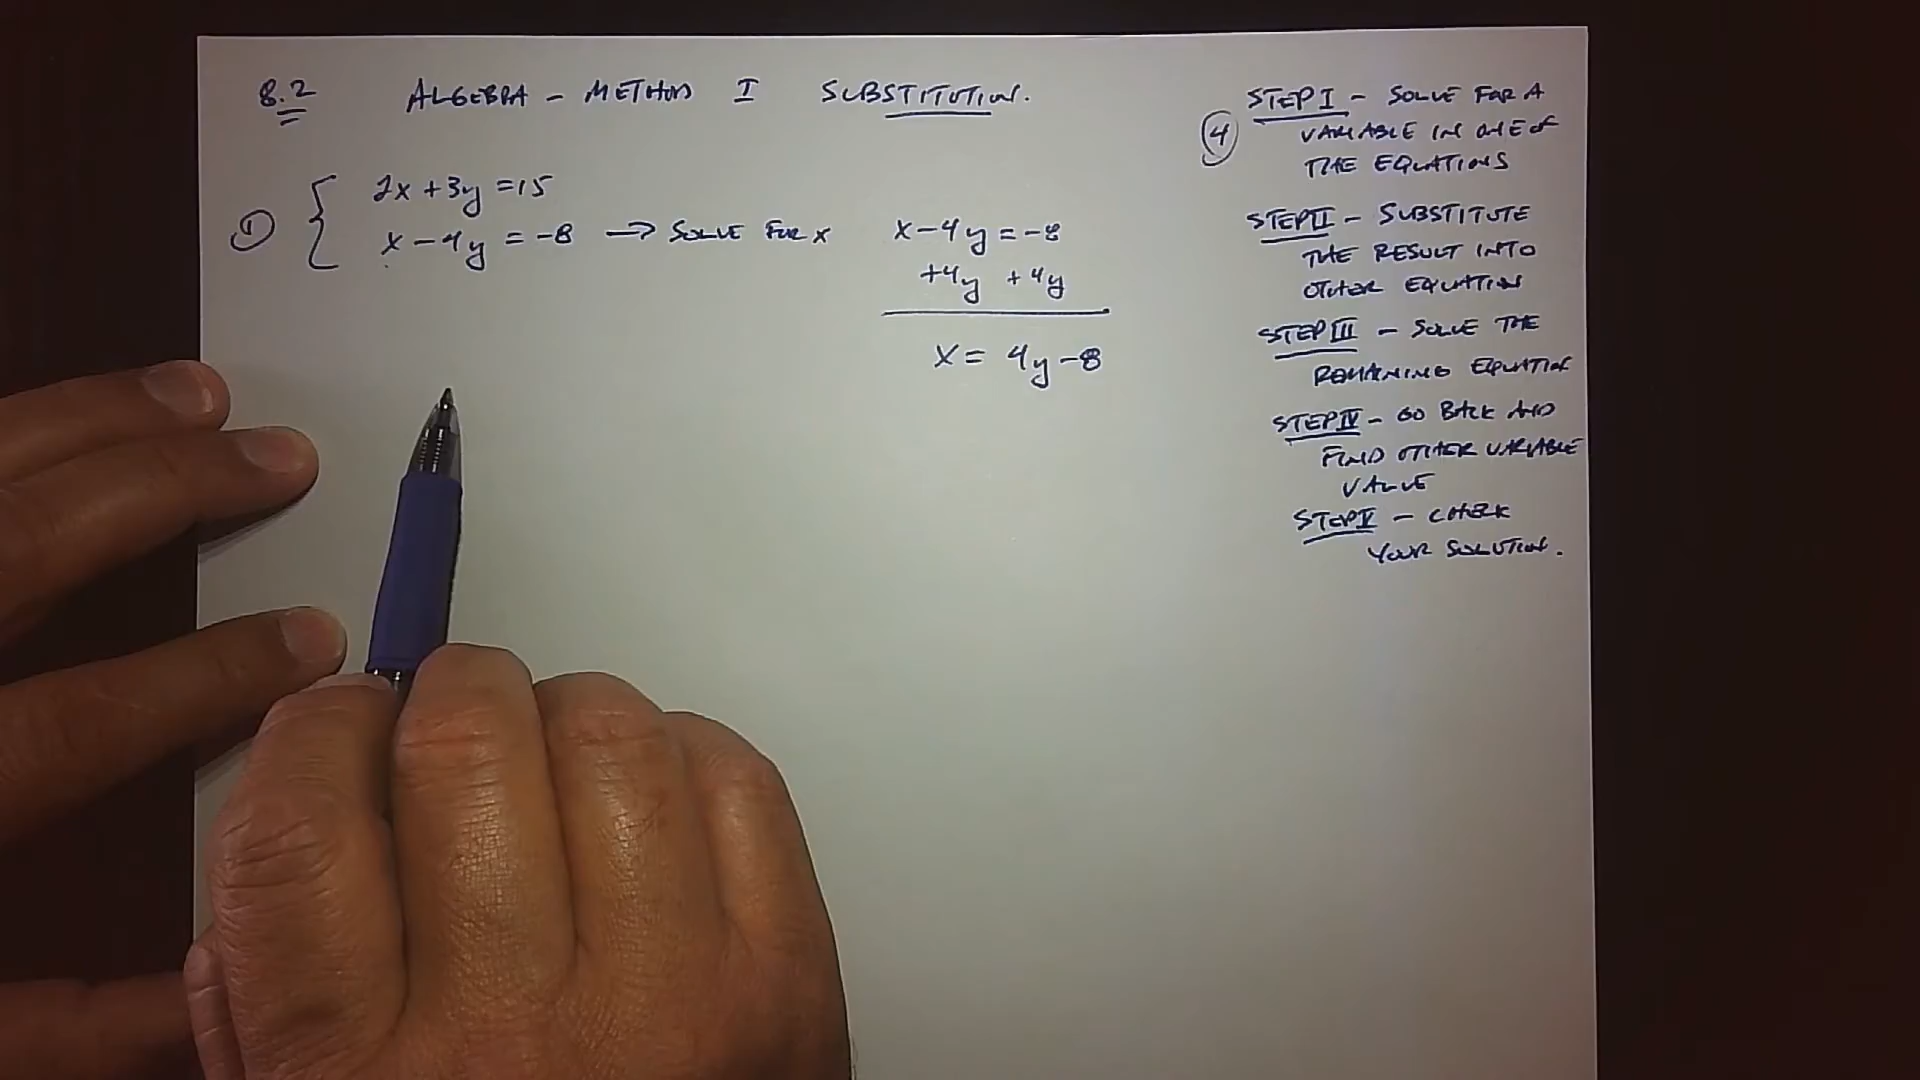 8.2 ALGEBRA - METHOD I SUBSTITUTION.
① { 2x + 3y = 15
x - 4y = -8 → SOLVE FOR x
x - 4y = -8
+4y +4y
x = 4y - 8
④ STEP I - SOLVE FOR A
VARIABLE IN ONE OF
THE EQUATIONS
STEP II - SUBSTITUTE
THE RESULT INTO
OTHER EQUATION
STEP III - SOLVE THE
REMAINING EQUATION
STEP IV - GO BACK AND
FIND OTHER VARIABLE
VALUE
STEP V - CHECK
YOUR SOLUTION.